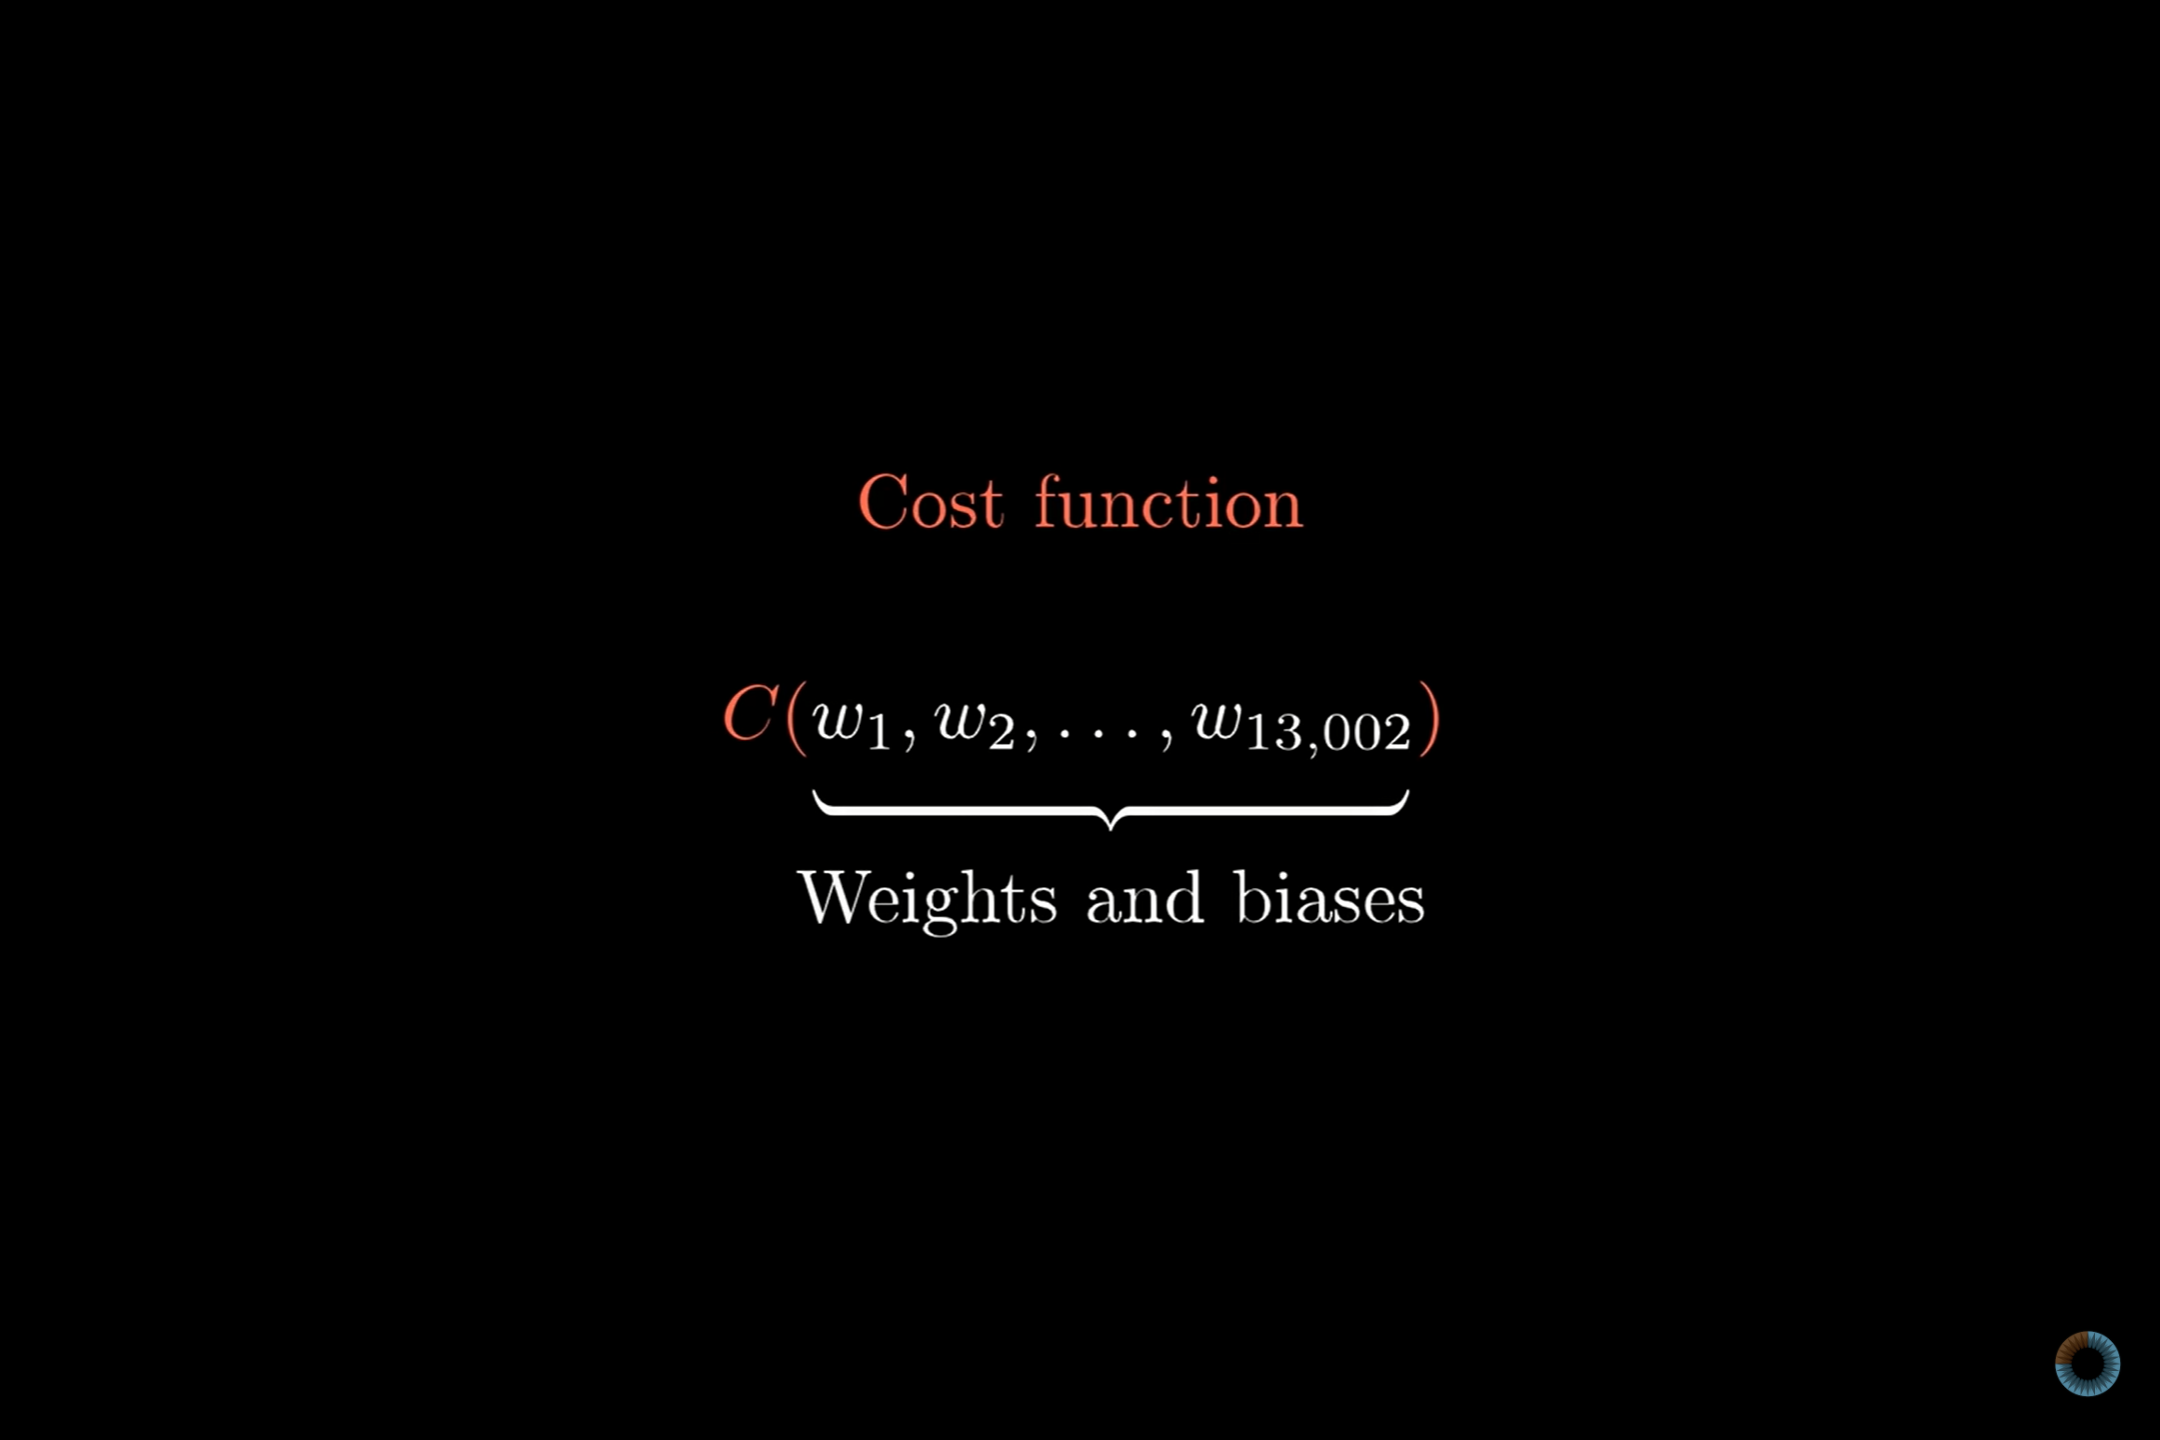 Cost function
C(w₁, w₂, . . . , w₁₃,₀₀₂)
Weights and biases